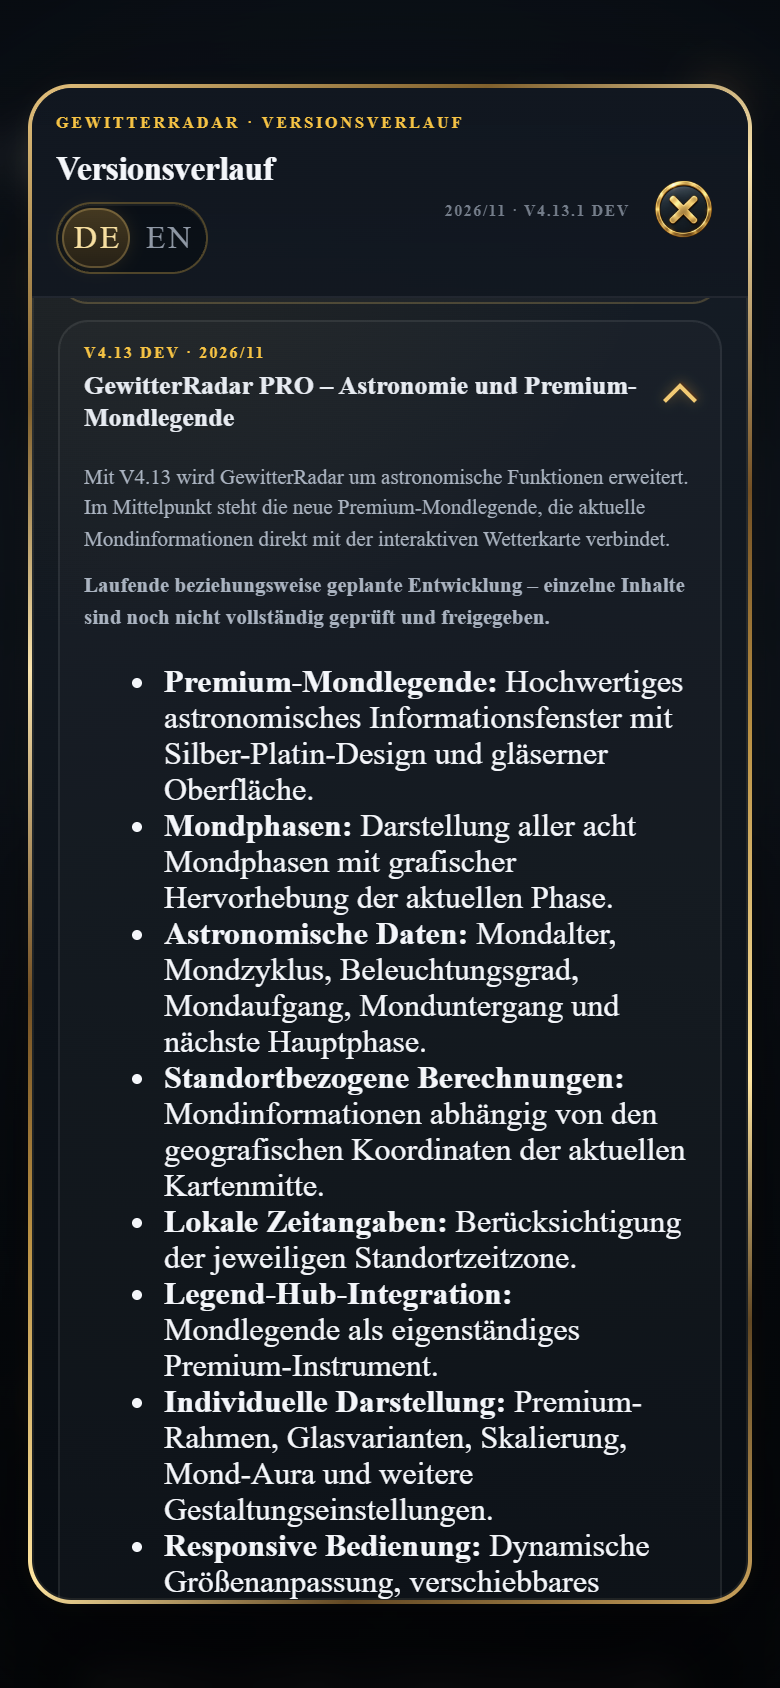 GEWITTERRADAR · VERSIONSVERLAUF
Versionsverlauf
DE EN
2026/11 · V4.13.1 DEV
V4.13 DEV · 2026/11
GewitterRadar PRO – Astronomie und Premium-
Mondlegende
Mit V4.13 wird GewitterRadar um astronomische Funktionen erweitert.
Im Mittelpunkt steht die neue Premium-Mondlegende, die aktuelle
Mondinformationen direkt mit der interaktiven Wetterkarte verbindet.
Laufende beziehungsweise geplante Entwicklung – einzelne Inhalte
sind noch nicht vollständig geprüft und freigegeben.
• Premium-Mondlegende: Hochwertiges
astronomisches Informationsfenster mit
Silber-Platin-Design und gläserner
Oberfläche.
• Mondphasen: Darstellung aller acht
Mondphasen mit grafischer
Hervorhebung der aktuellen Phase.
• Astronomische Daten: Mondalter,
Mondzyklus, Beleuchtungsgrad,
Mondaufgang, Monduntergang und
nächste Hauptphase.
• Standortbezogene Berechnungen:
Mondinformationen abhängig von den
geografischen Koordinaten der aktuellen
Kartenmitte.
• Lokale Zeitangaben: Berücksichtigung
der jeweiligen Standortzeitzone.
• Legend-Hub-Integration:
Mondlegende als eigenständiges
Premium-Instrument.
• Individuelle Darstellung: Premium-
Rahmen, Glasvarianten, Skalierung,
Mond-Aura und weitere
Gestaltungseinstellungen.
• Responsive Bedienung: Dynamische
Größenanpassung, verschiebbares